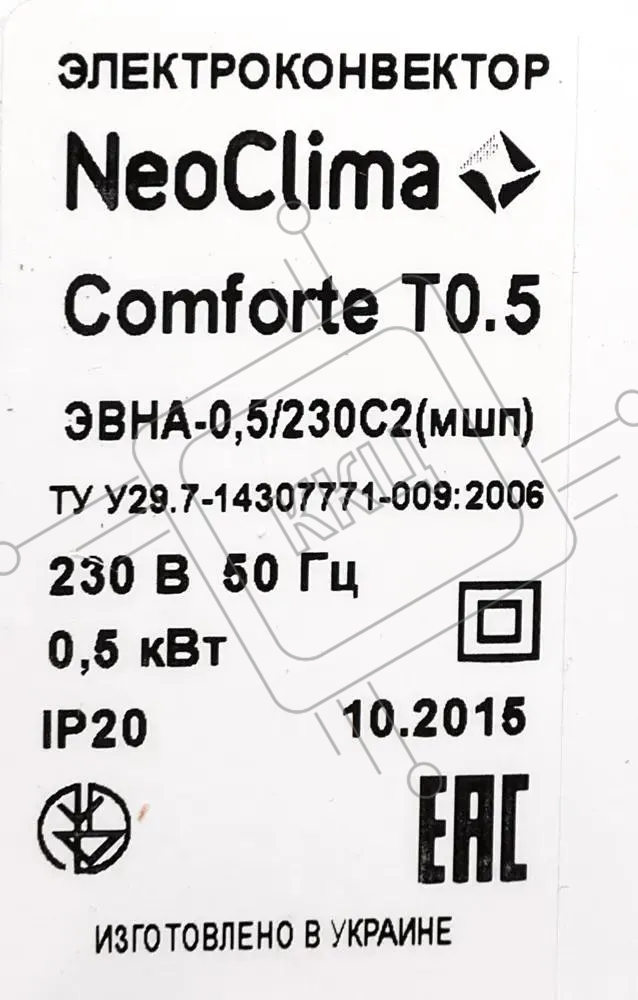 ЭЛЕКТРОКОНВЕКТОР
NeoClima
Comforte T0.5
ЭВНА-0,5/230С2(мшп)
ТУ У29.7-14307771-009:2006
230 В 50 Гц
0,5 кВт
IP20
10.2015
ЕАС
ИЗГОТОВЛЕНО В УКРАИНЕ
ККЦ